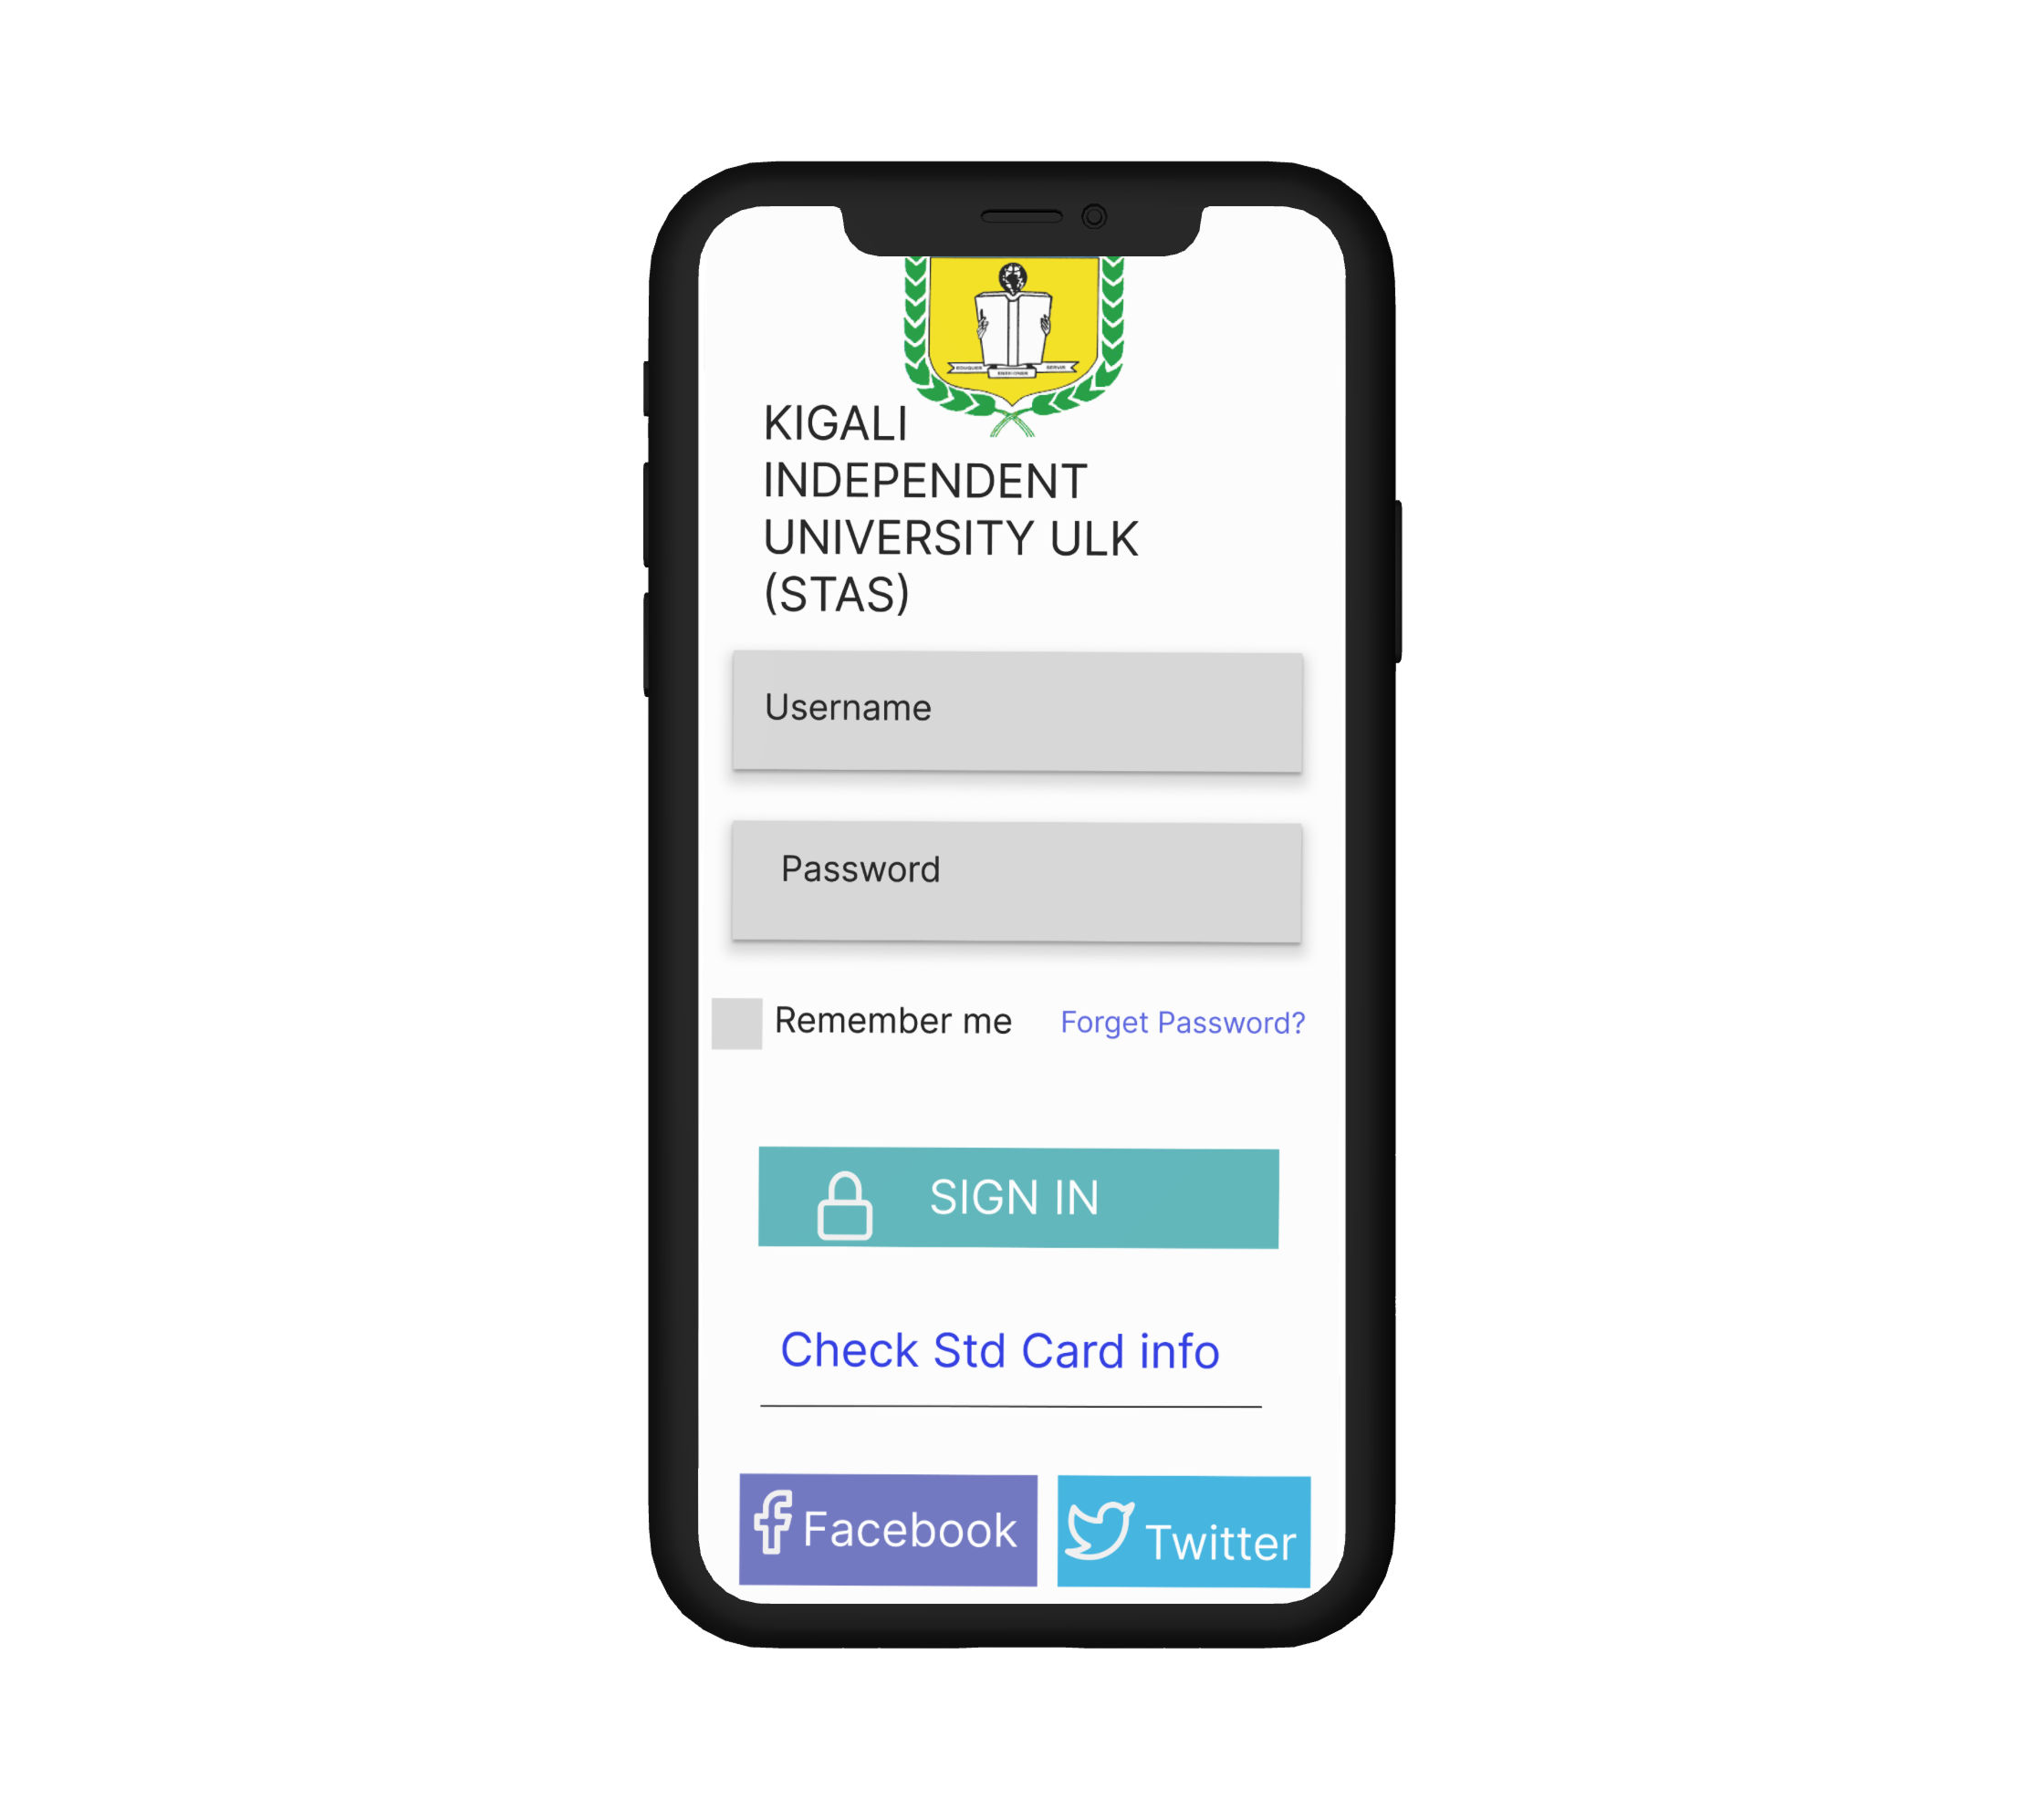 KIGALI
INDEPENDENT
UNIVERSITY ULK
(STAS)
Username
Password
Remember me Forget Password?
SIGN IN
Check Std Card info
Facebook Twitter